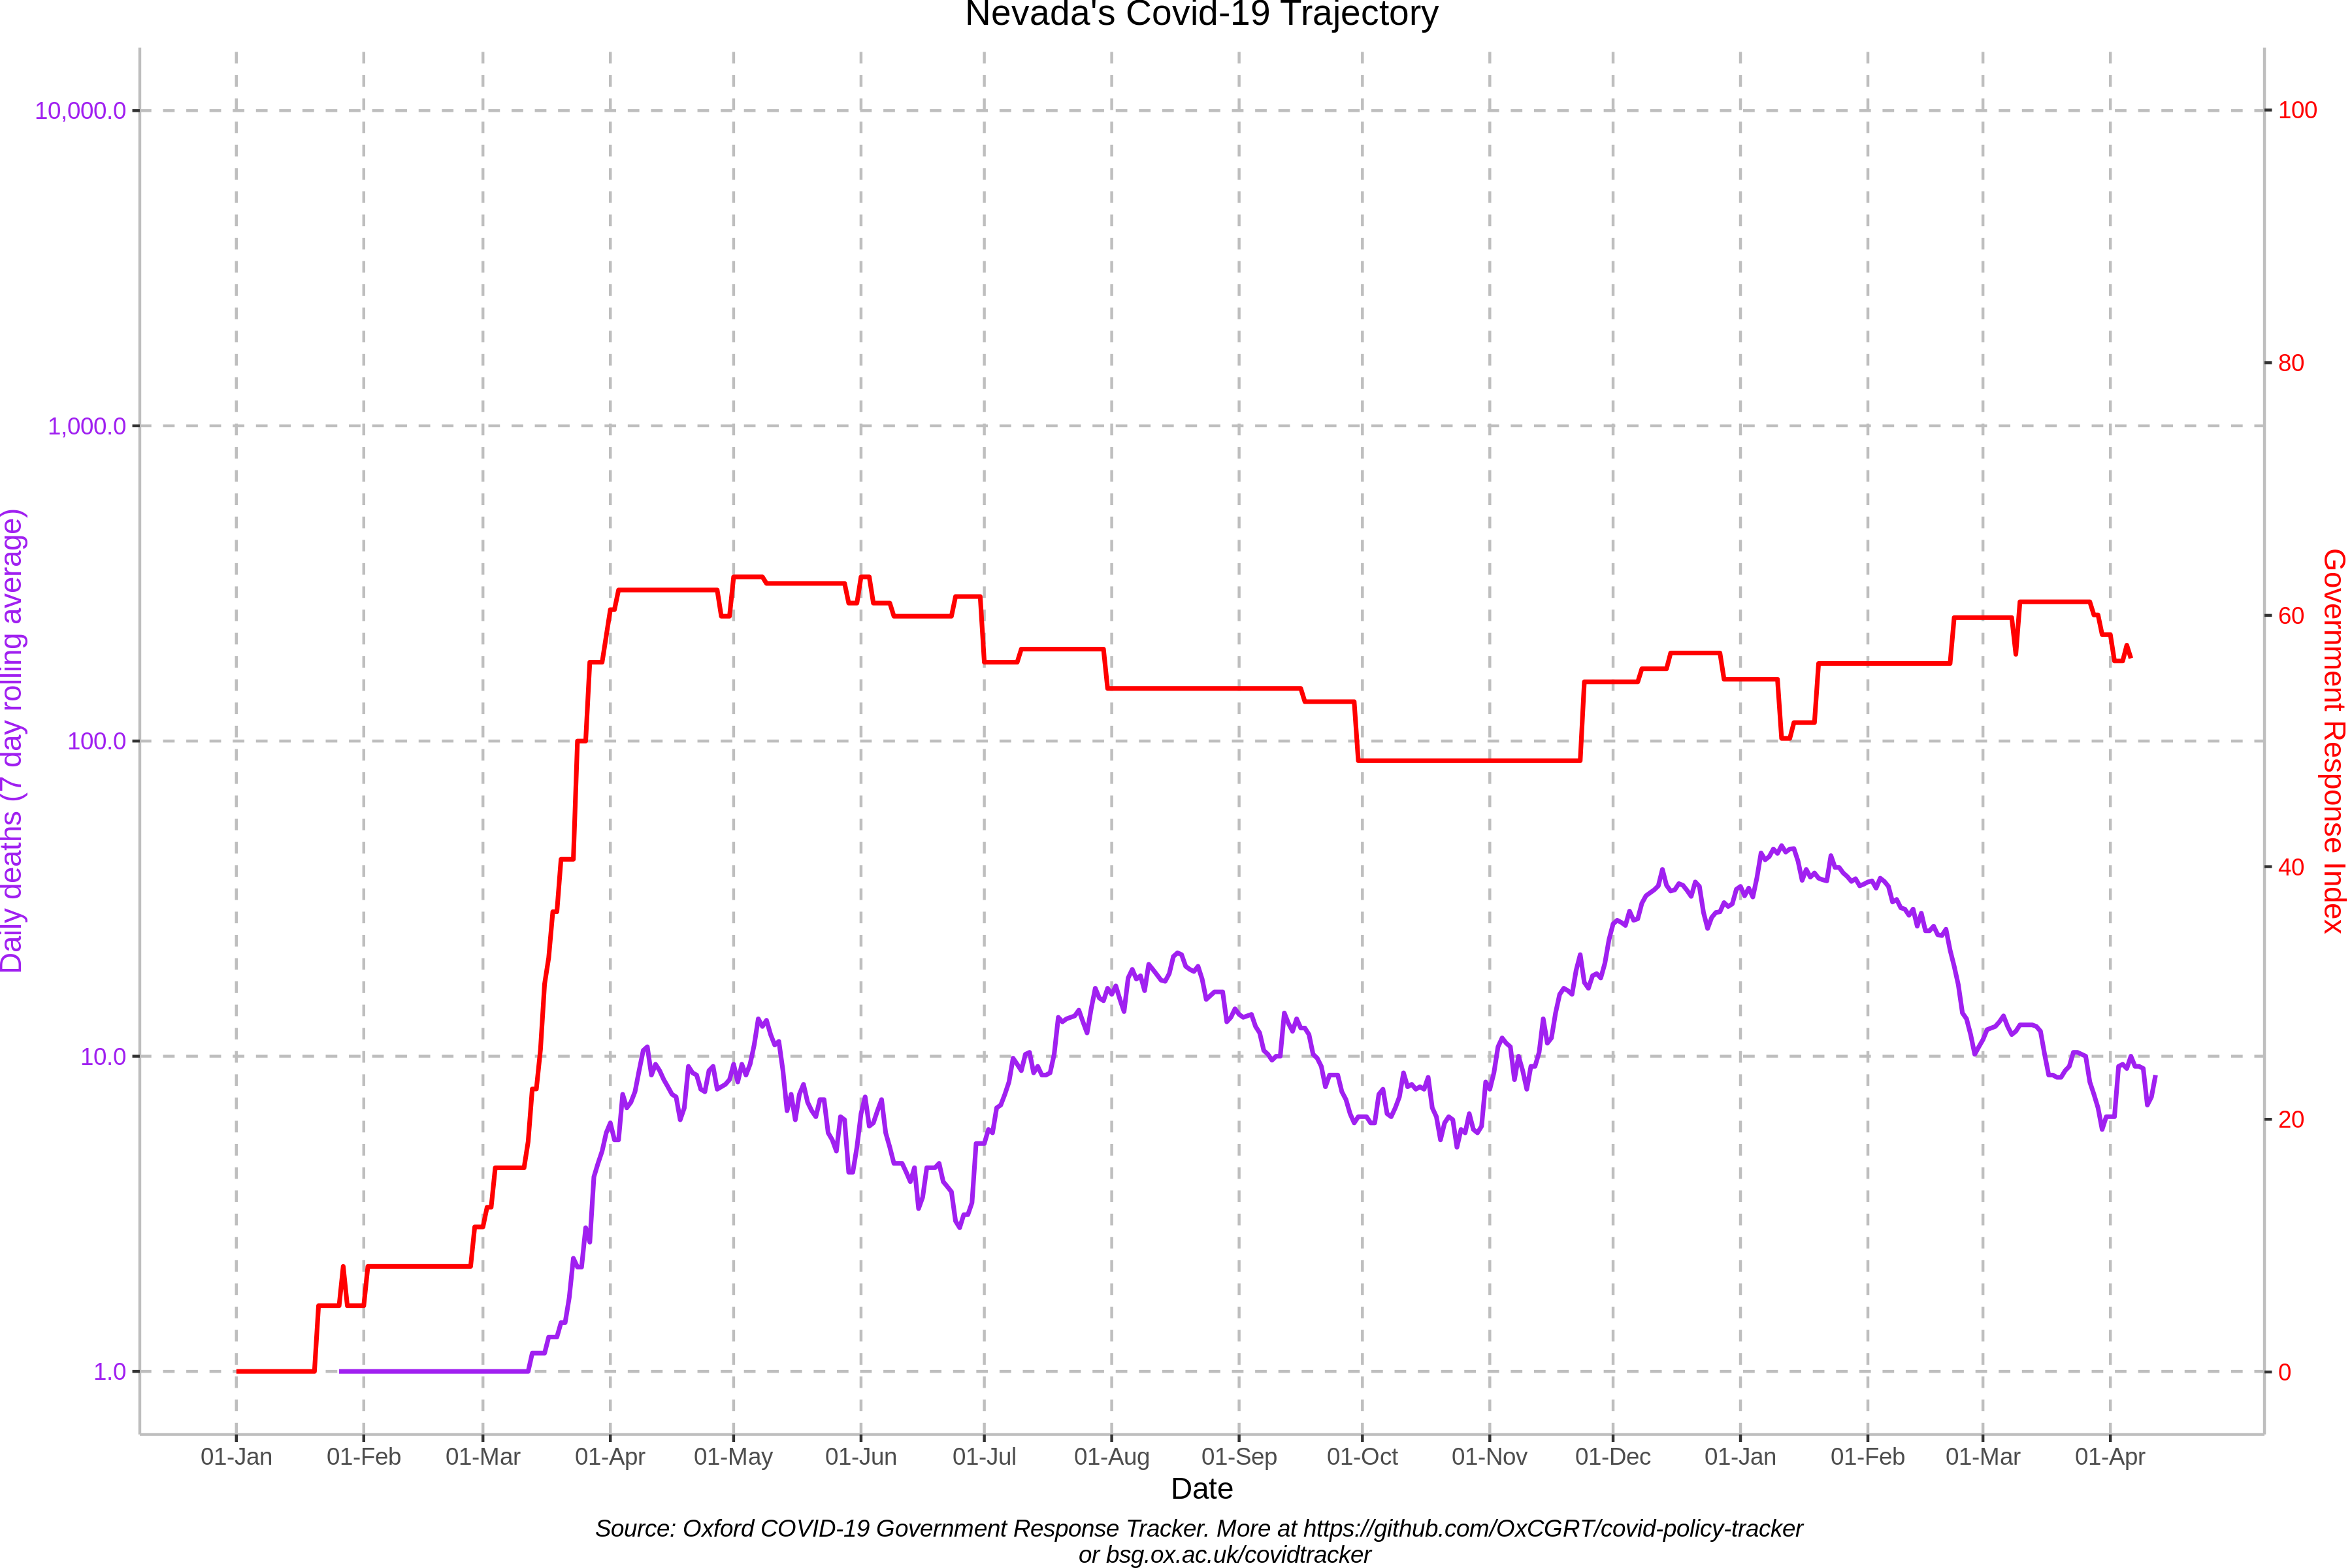 Nevada's Covid-19 Trajectory
10,000.0
1,000.0
100.0
10.0
1.0
Daily deaths (7 day rolling average)
100
80
60
40
20
0
Government Response Index
01-Jan 01-Feb 01-Mar 01-Apr 01-May 01-Jun 01-Jul 01-Aug 01-Sep 01-Oct 01-Nov 01-Dec 01-Jan 01-Feb 01-Mar 01-Apr
Date
Source: Oxford COVID-19 Government Response Tracker. More at https://github.com/OxCGRT/covid-policy-tracker
or bsg.ox.ac.uk/covidtracker